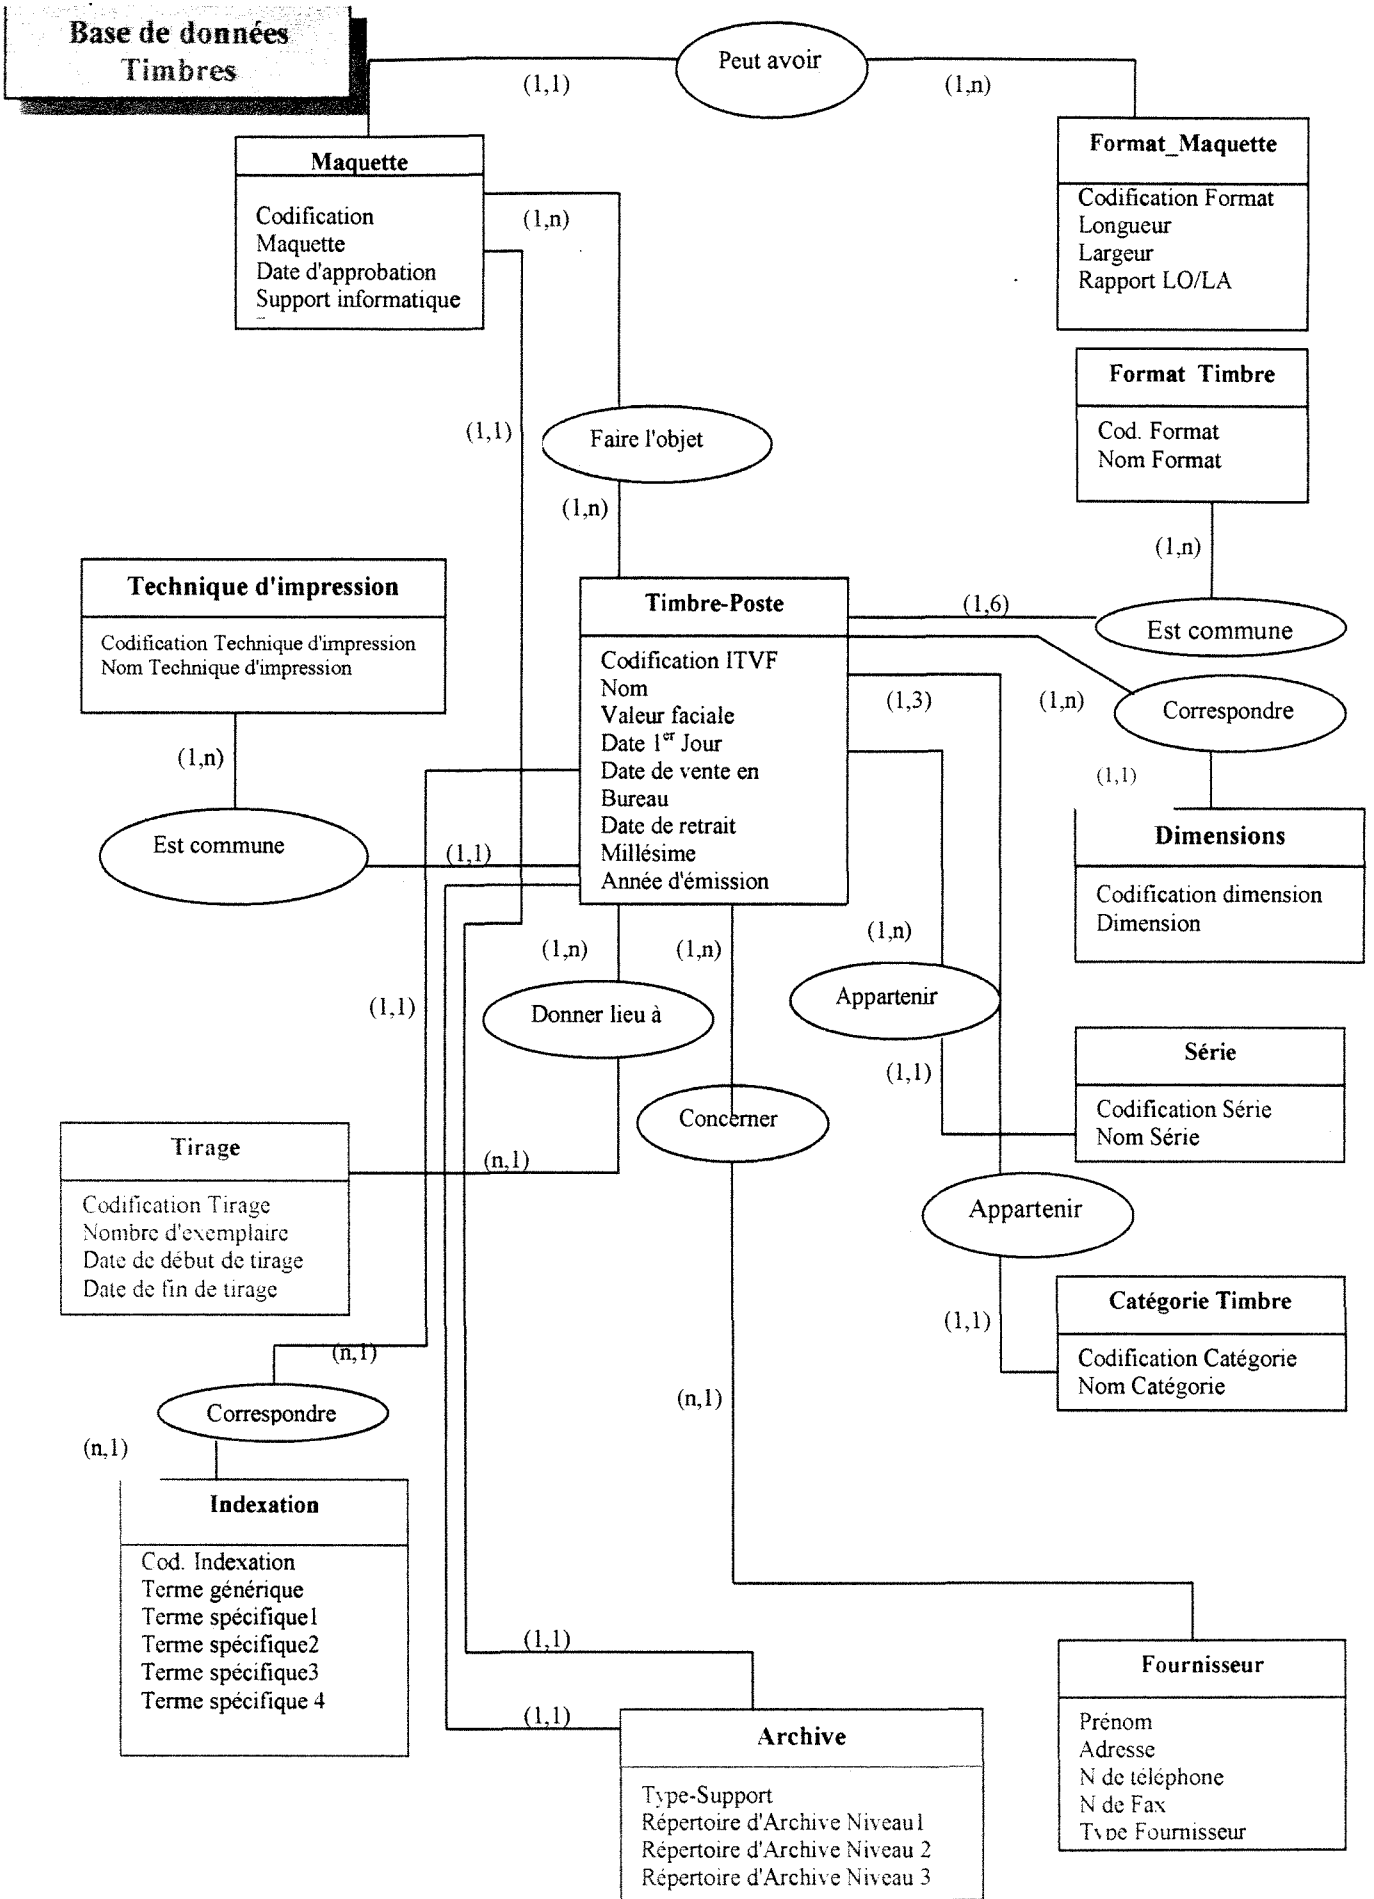 Base de données
Timbres
Peut avoir
(1,1)
(1,n)
Maquette
Codification
Maquette
Date d'approbation
Support informatique
(1,n)
Format_Maquette
Codification Format
Longueur
Largeur
Rapport LO/LA
Format Timbre
Cod. Format
Nom Format
(1,1)
Faire l'objet
(1,n)
(1,n)
Technique d'impression
Codification Technique d'impression
Nom Technique d'impression
Timbre-Poste
Codification ITVF
Nom
Valeur faciale
Date 1er Jour
Date de vente en
Bureau
Date de retrait
Millésime
Année d'émission
(1,6)
Est commune
(1,3)
(1,n)
Correspondre
(1,n)
(1,1)
Est commune
(1,1)
Dimensions
Codification dimension
Dimension
(1,n)
(1,n)
(1,n)
Appartenir
(1,1)
Donner lieu à
(1,1)
Série
Codification Série
Nom Série
Concerner
Tirage
Codification Tirage
Nombre d'exemplaire
Date de début de tirage
Date de fin de tirage
(n,1)
Appartenir
(1,1)
Catégorie Timbre
Codification Catégorie
Nom Catégorie
(n,1)
Correspondre
(n,1)
(n,1)
Indexation
Cod. Indexation
Terme générique
Terme spécifique1
Terme spécifique2
Terme spécifique3
Terme spécifique 4
(1,1)
(1,1)
Archive
Type-Support
Répertoire d'Archive Niveau1
Répertoire d'Archive Niveau 2
Répertoire d'Archive Niveau 3
Fournisseur
Prénom
Adresse
N de téléphone
N de Fax
Type Fournisseur